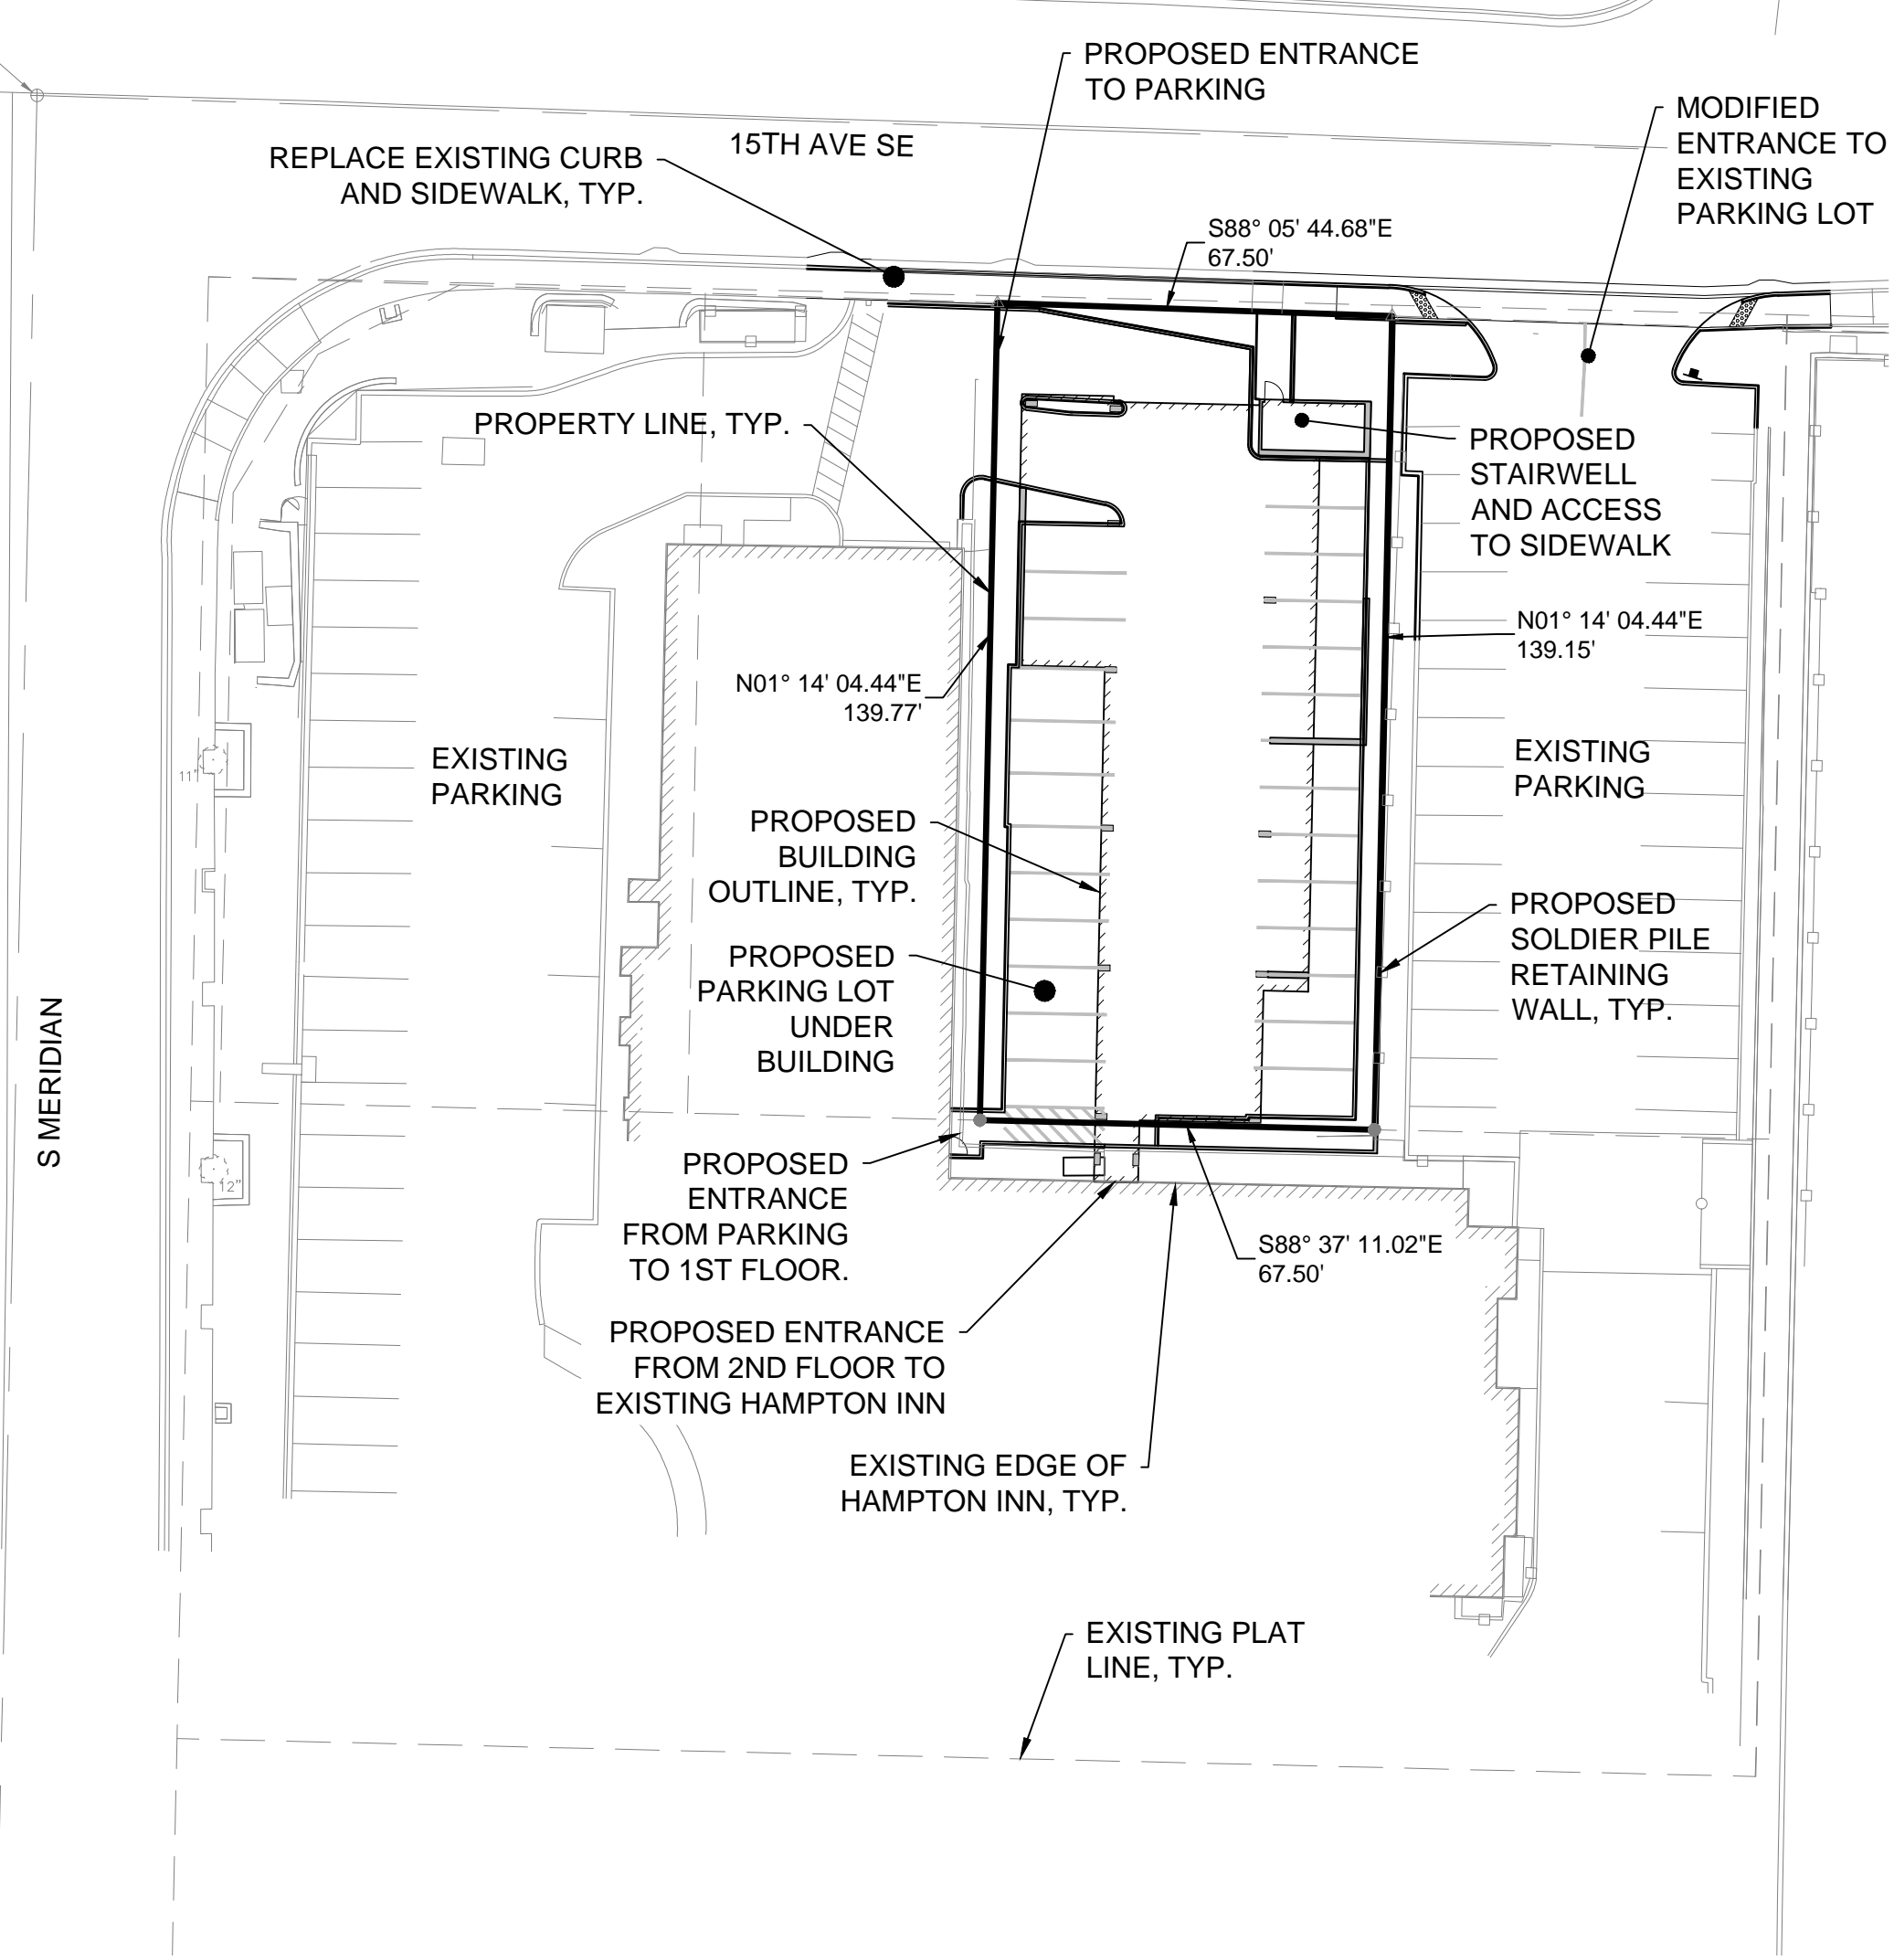 PROPOSED ENTRANCE
TO PARKING
MODIFIED
ENTRANCE TO
EXISTING
PARKING LOT
15TH AVE SE
REPLACE EXISTING CURB
AND SIDEWALK, TYP.
S88° 05' 44.68"E
67.50'
PROPERTY LINE, TYP.
PROPOSED
STAIRWELL
AND ACCESS
TO SIDEWALK
N01° 14' 04.44"E
139.15'
N01° 14' 04.44"E
139.77'
EXISTING
PARKING
EXISTING
PARKING
11"
PROPOSED
BUILDING
OUTLINE, TYP.
PROPOSED
SOLDIER PILE
RETAINING
WALL, TYP.
PROPOSED
PARKING LOT
UNDER
BUILDING
S MERIDIAN
12"
PROPOSED
ENTRANCE
FROM PARKING
TO 1ST FLOOR.
S88° 37' 11.02"E
67.50'
PROPOSED ENTRANCE
FROM 2ND FLOOR TO
EXISTING HAMPTON INN
EXISTING EDGE OF
HAMPTON INN, TYP.
EXISTING PLAT
LINE, TYP.